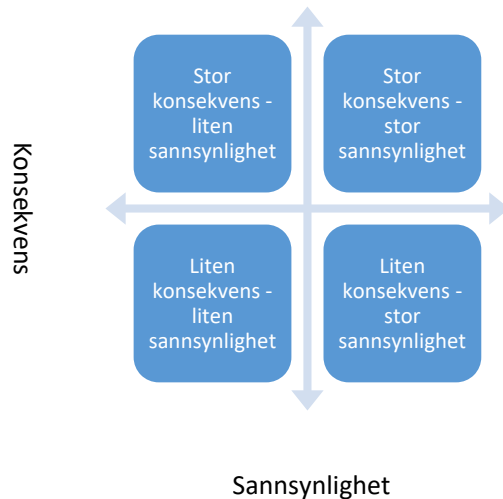 Stor
konsekvens -
liten
sannsynlighet
Stor
konsekvens -
stor
sannsynlighet
Konsekvens
Liten
konsekvens -
liten
sannsynlighet
Liten
konsekvens -
stor
sannsynlighet
Sannsynlighet